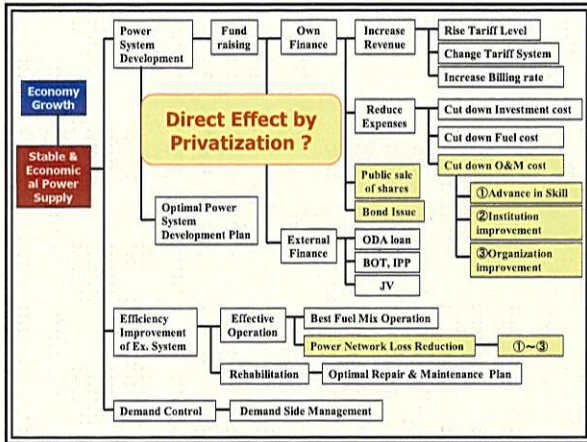 Economy
Growth
Stable &
Economic
al Power
Supply
Power
System
Development
Fund
raising
Own
Finance
Increase
Revenue
Rise Tariff Level
Change Tariff System
Increase Billing rate
Direct Effect by
Privatization ?
Reduce
Expenses
Cut down Investment cost
Cut down Fuel cost
Cut down O&M cost
①Advance in Skill
②Institution
improvement
③Organization
improvement
Public sale
of shares
Bond Issue
Optimal Power
System
Development Plan
External
Finance
ODA loan
BOT, IPP
JV
Efficiency
Improvement
of Ex. System
Effective
Operation
Best Fuel Mix Operation
Power Network Loss Reduction
①～③
Rehabilitation
Optimal Repair & Maintenance Plan
Demand Control
Demand Side Management